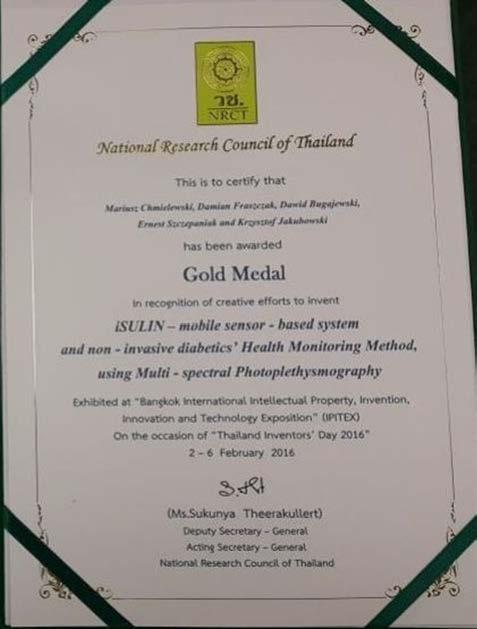 วช.
NRCT
National Research Council of Thailand
This is to certify that
Mariusz Chmielewski, Damian Frąszczak, Dawid Bugajewski,
Ernest Szczepaniak and Krzysztof Jakubowski
has been awarded
Gold Medal
in recognition of creative efforts to invent
iSULIN – mobile sensor - based system
and non - invasive diabetics' Health Monitoring Method,
using Multi - spectral Photoplethysmography
Exhibited at "Bangkok International Intellectual Property, Invention,
Innovation and Technology Exposition" (IPITEX)
On the occasion of "Thailand Inventors' Day 2016"
2 – 6 February 2016
(Ms.Sukunya Theerakullert)
Deputy Secretary – General
Acting Secretary – General
National Research Council of Thailand